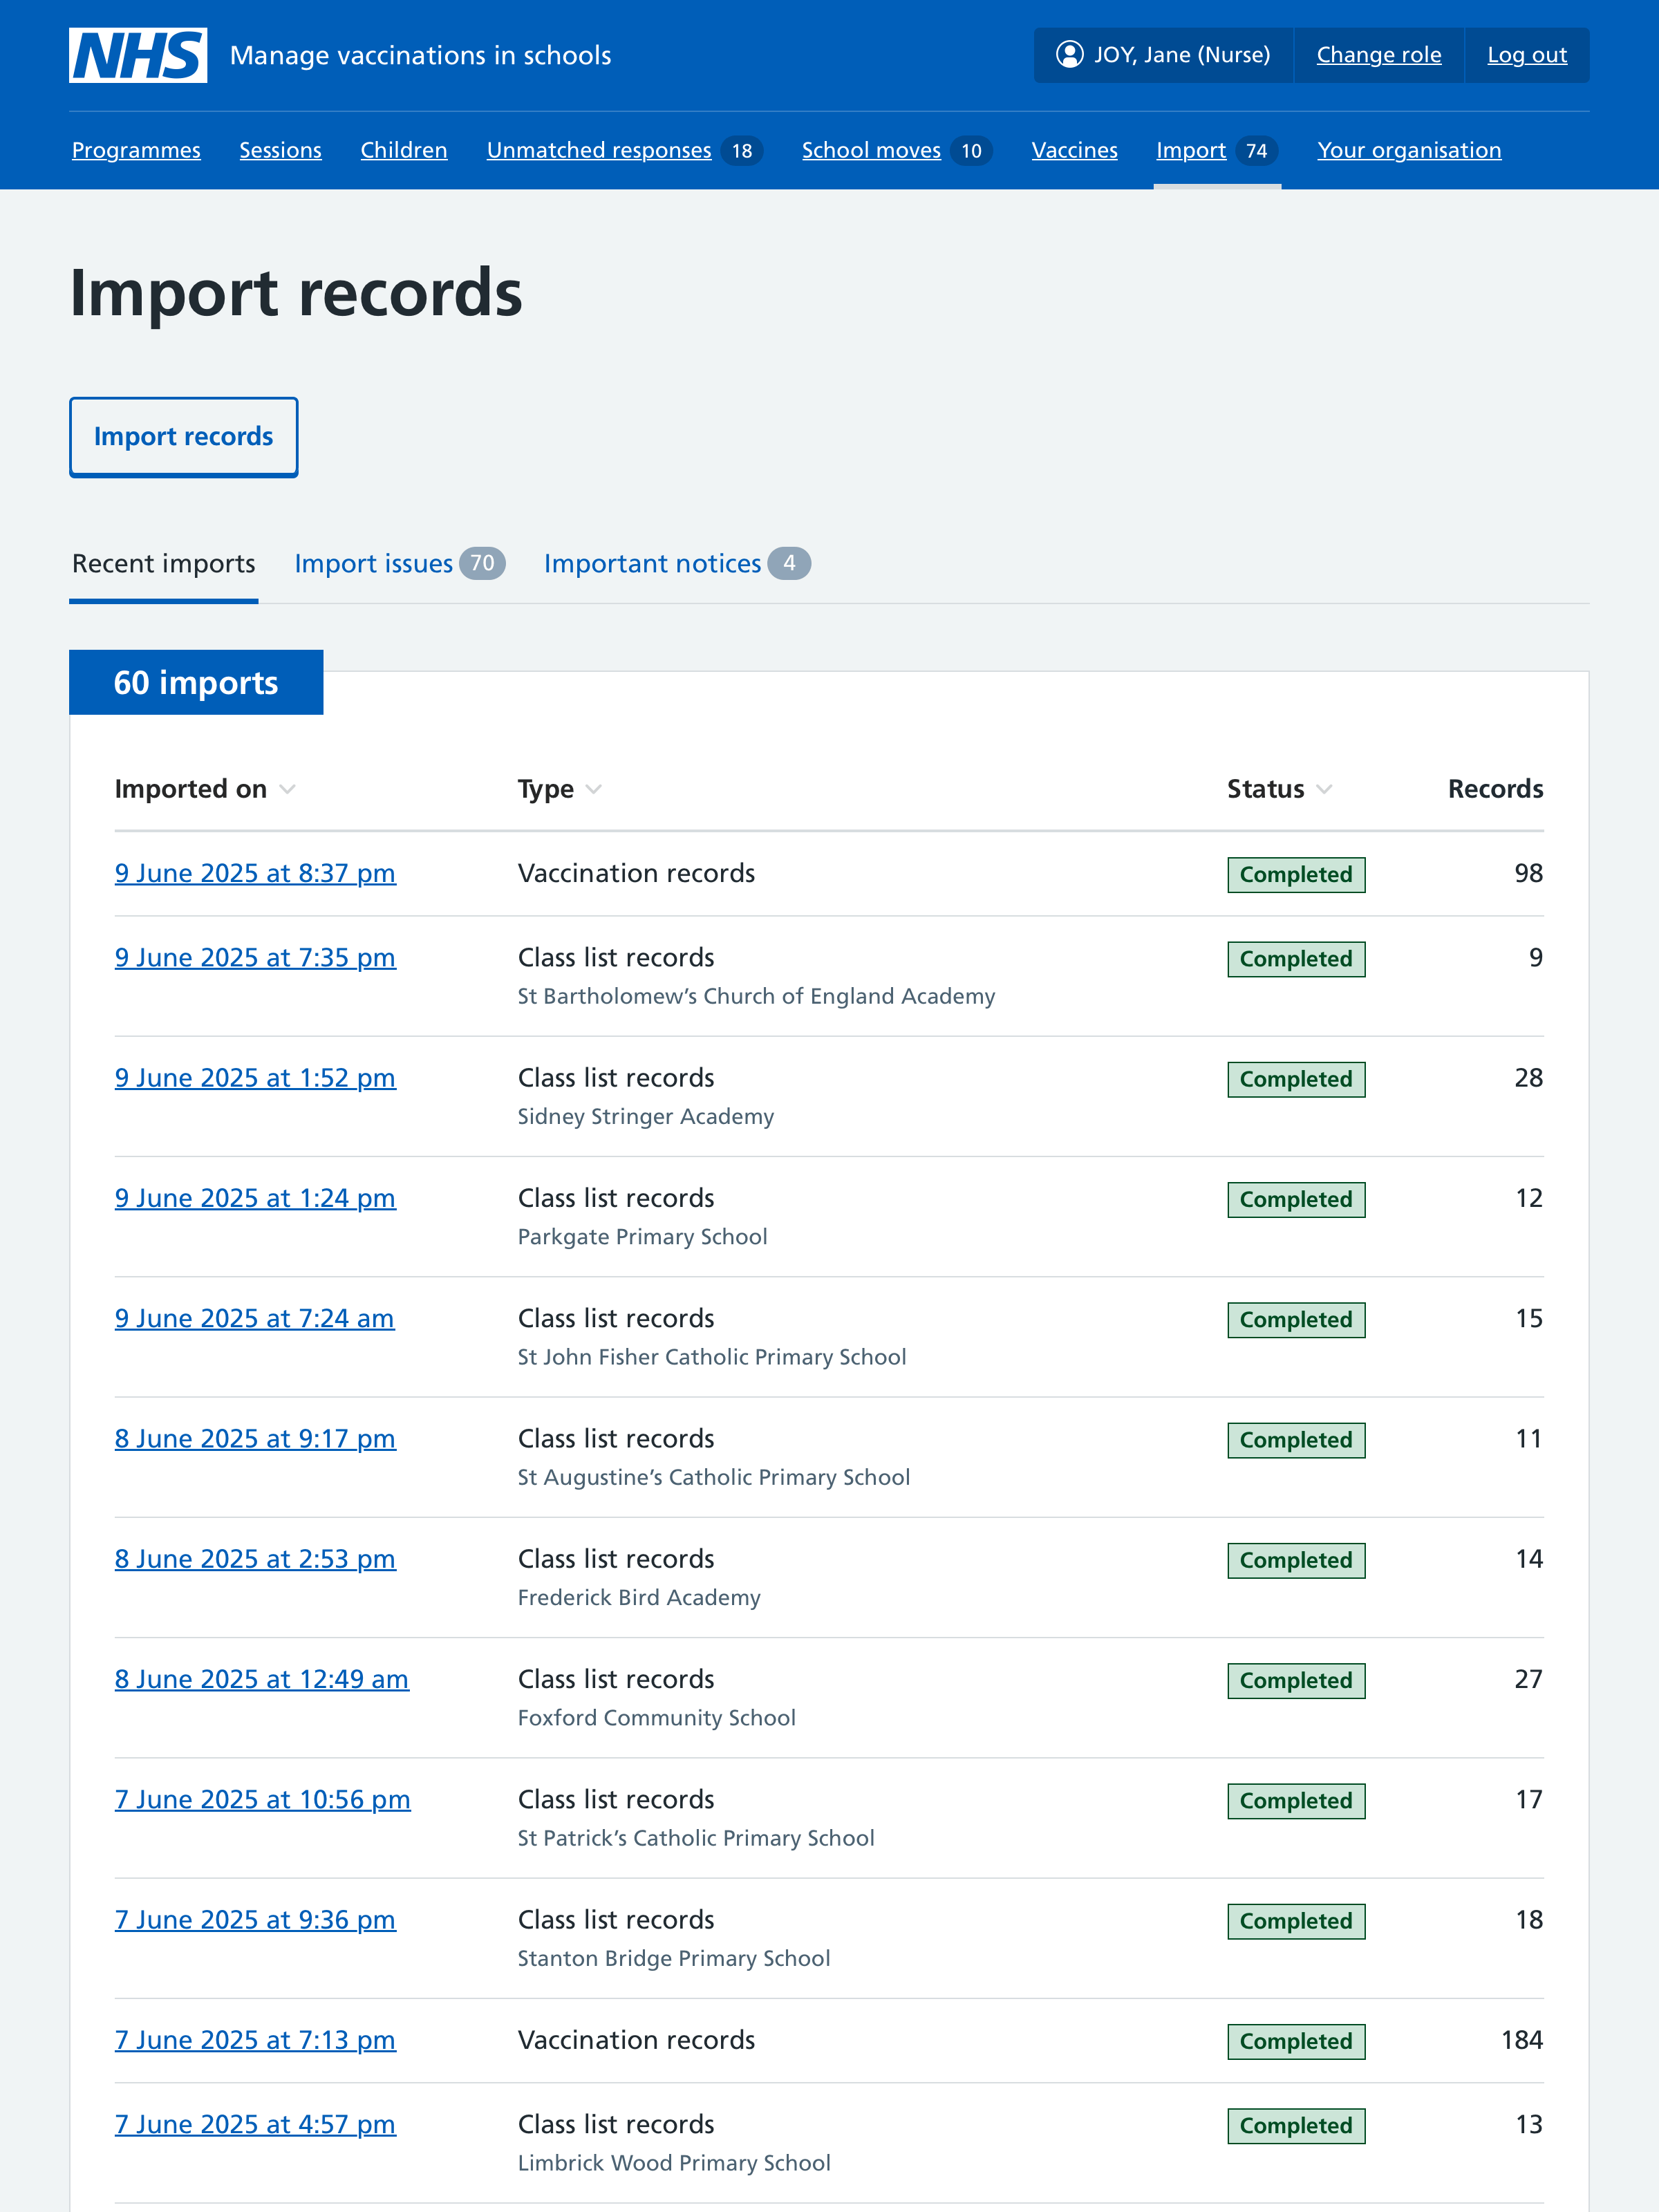 NHS Manage vaccinations in schools JOY, Jane (Nurse) Change role Log out
Programmes Sessions Children Unmatched responses 18 School moves 10 Vaccines Import 74 Your organisation
Import records
Import records
Recent imports Import issues 70 Important notices 4
60 imports
Imported on Type Status Records
9 June 2025 at 8:37 pm Vaccination records Completed 98
9 June 2025 at 7:35 pm Class list records Completed 9
St Bartholomew’s Church of England Academy
9 June 2025 at 1:52 pm Class list records Completed 28
Sidney Stringer Academy
9 June 2025 at 1:24 pm Class list records Completed 12
Parkgate Primary School
9 June 2025 at 7:24 am Class list records Completed 15
St John Fisher Catholic Primary School
8 June 2025 at 9:17 pm Class list records Completed 11
St Augustine’s Catholic Primary School
8 June 2025 at 2:53 pm Class list records Completed 14
Frederick Bird Academy
8 June 2025 at 12:49 am Class list records Completed 27
Foxford Community School
7 June 2025 at 10:56 pm Class list records Completed 17
St Patrick’s Catholic Primary School
7 June 2025 at 9:36 pm Class list records Completed 18
Stanton Bridge Primary School
7 June 2025 at 7:13 pm Vaccination records Completed 184
7 June 2025 at 4:57 pm Class list records Completed 13
Limbrick Wood Primary School